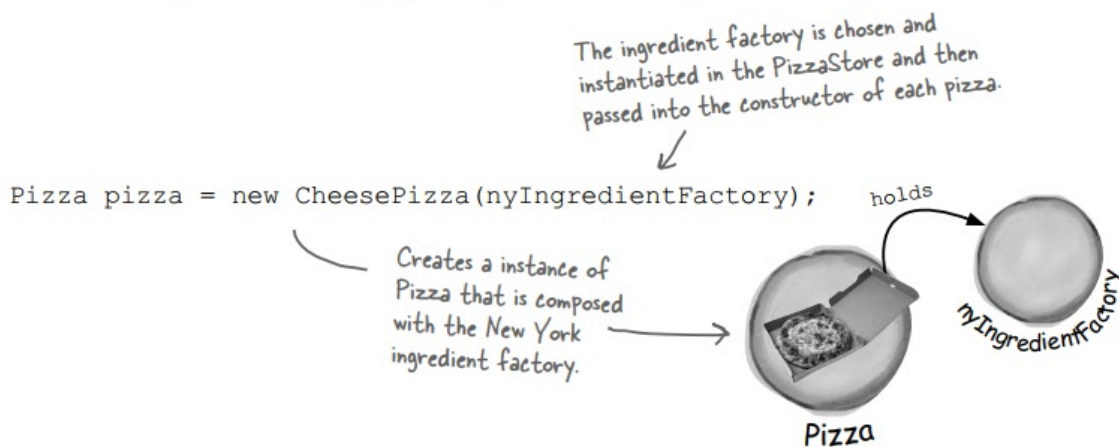 The ingredient factory is chosen and
instantiated in the PizzaStore and then
passed into the constructor of each pizza.
Pizza pizza = new CheesePizza(nyIngredientFactory);
holds
Creates a instance of
Pizza that is composed
with the New York
ingredient factory.
nyIngredientFactory
Pizza